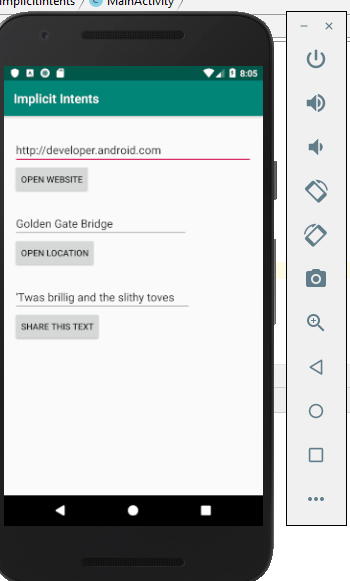 ImplicitIntents
MainActivity
8:05
Implicit Intents
http://developer.android.com
OPEN WEBSITE
Golden Gate Bridge
OPEN LOCATION
'Twas brillig and the slithy toves
SHARE THIS TEXT